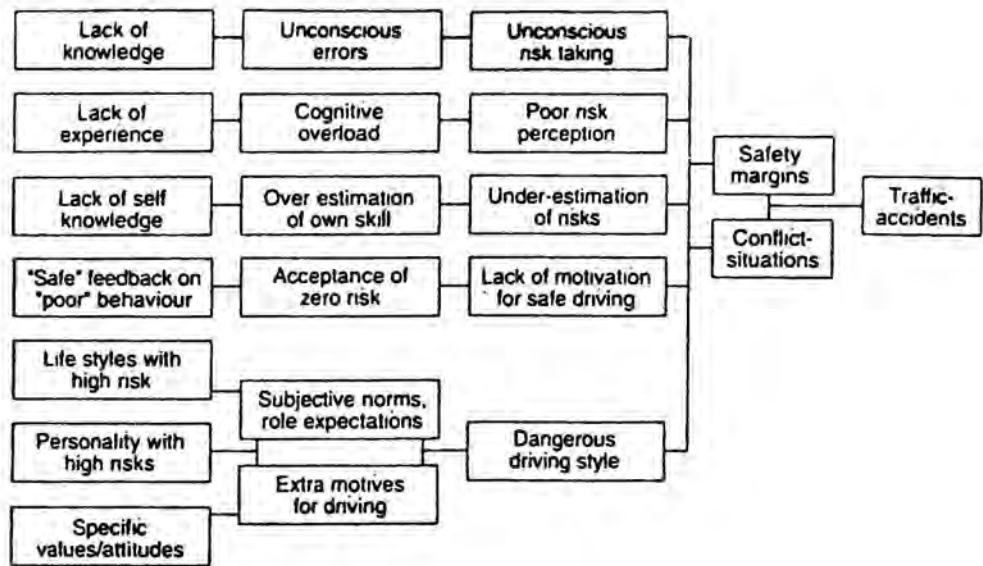 Lack of
knowledge
Unconscious
errors
Unconscious
risk taking
Lack of
experience
Cognitive
overload
Poor risk
perception
Safety
margins
Lack of self
knowledge
Over estimation
of own skill
Under-estimation
of risks
Traffic-
accidents
Conflict-
situations
"Safe" feedback on
"poor" behaviour
Acceptance of
zero risk
Lack of motivation
for safe driving
Life styles with
high risk
Subjective norms,
role expectations
Personality with
high risks
Dangerous
driving style
Extra motives
for driving
Specific
values/attitudes